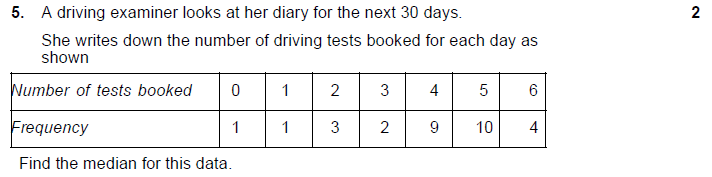 5. A driving examiner looks at her diary for the next 30 days. 2
She writes down the number of driving tests booked for each day as
shown
Number of tests booked 0 1 2 3 4 5 6
Frequency 1 1 3 2 9 10 4
Find the median for this data.